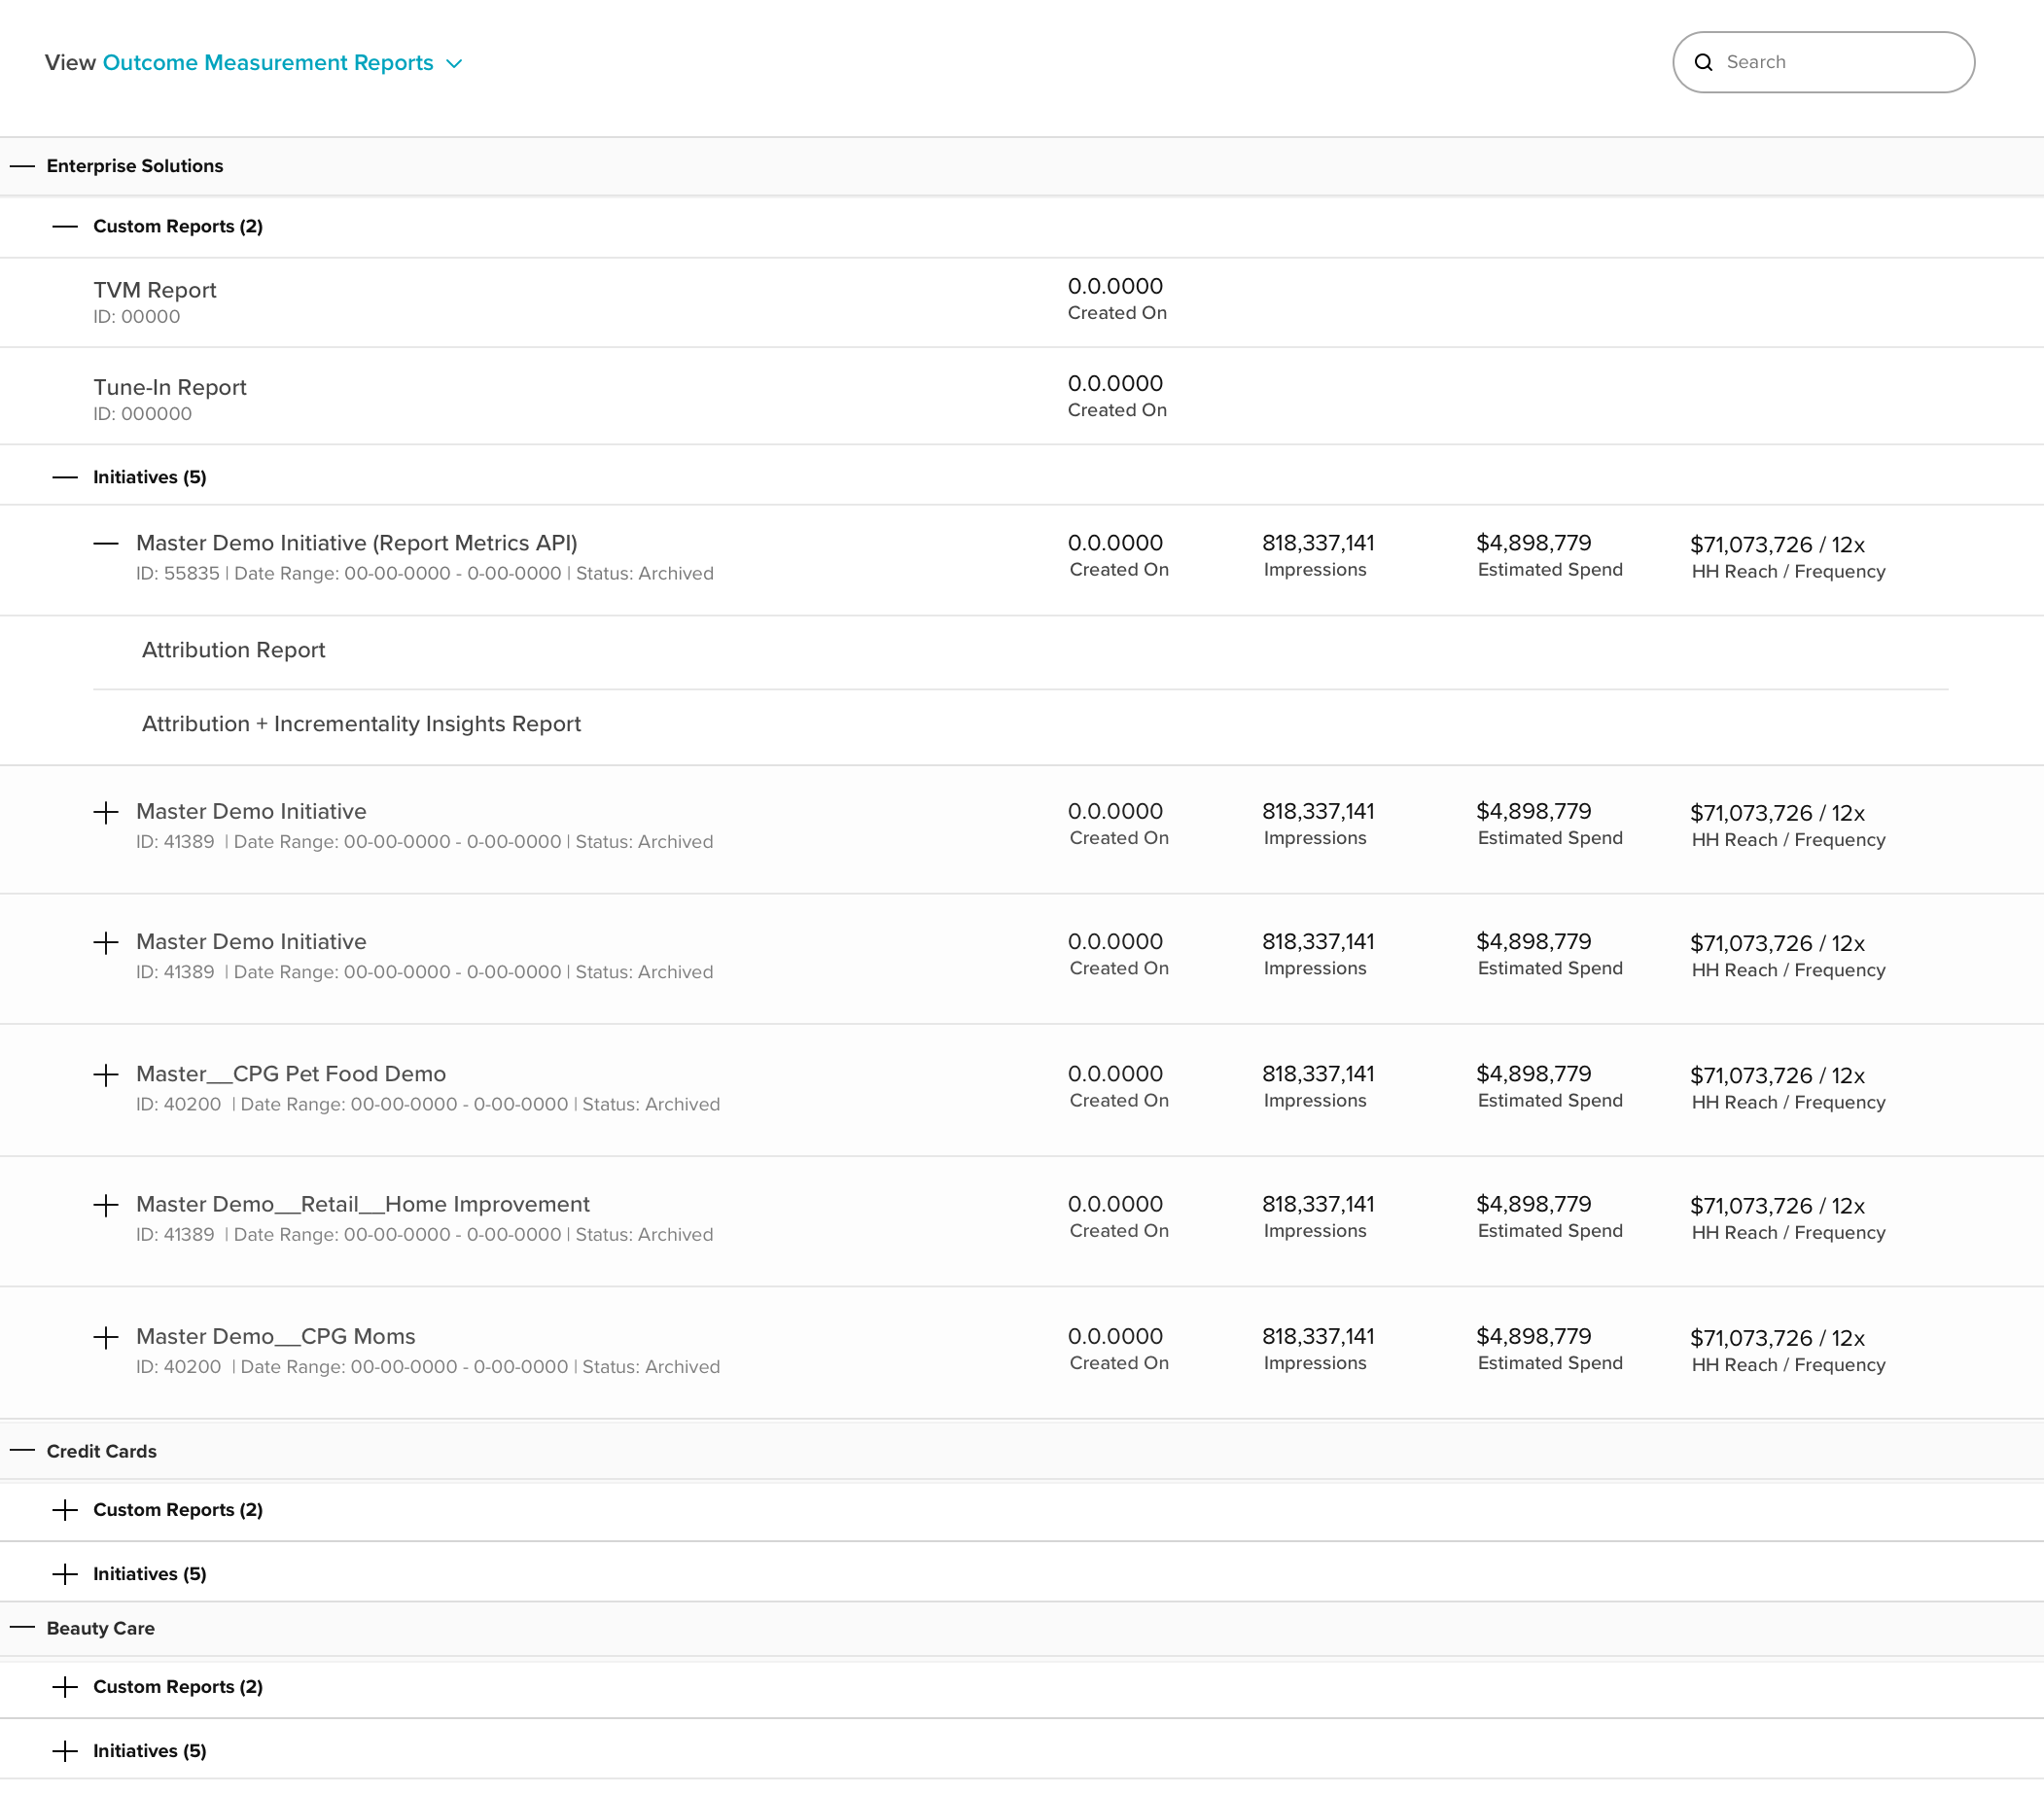 View Outcome Measurement Reports
Search
Enterprise Solutions
Custom Reports (2)
TVM Report
ID: 00000
0.0.0000
Created On
Tune-In Report
ID: 000000
0.0.0000
Created On
Initiatives (5)
Master Demo Initiative (Report Metrics API)
ID: 55835 | Date Range: 00-00-0000 - 0-00-0000 | Status: Archived
0.0.0000
Created On
818,337,141
Impressions
$4,898,779
Estimated Spend
$71,073,726 / 12x
HH Reach / Frequency
Attribution Report
Attribution + Incrementality Insights Report
Master Demo Initiative
ID: 41389 | Date Range: 00-00-0000 - 0-00-0000 | Status: Archived
0.0.0000
Created On
818,337,141
Impressions
$4,898,779
Estimated Spend
$71,073,726 / 12x
HH Reach / Frequency
Master Demo Initiative
ID: 41389 | Date Range: 00-00-0000 - 0-00-0000 | Status: Archived
0.0.0000
Created On
818,337,141
Impressions
$4,898,779
Estimated Spend
$71,073,726 / 12x
HH Reach / Frequency
Master__CPG Pet Food Demo
ID: 40200 | Date Range: 00-00-0000 - 0-00-0000 | Status: Archived
0.0.0000
Created On
818,337,141
Impressions
$4,898,779
Estimated Spend
$71,073,726 / 12x
HH Reach / Frequency
Master Demo__Retail__Home Improvement
ID: 41389 | Date Range: 00-00-0000 - 0-00-0000 | Status: Archived
0.0.0000
Created On
818,337,141
Impressions
$4,898,779
Estimated Spend
$71,073,726 / 12x
HH Reach / Frequency
Master Demo__CPG Moms
ID: 40200 | Date Range: 00-00-0000 - 0-00-0000 | Status: Archived
0.0.0000
Created On
818,337,141
Impressions
$4,898,779
Estimated Spend
$71,073,726 / 12x
HH Reach / Frequency
Credit Cards
Custom Reports (2)
Initiatives (5)
Beauty Care
Custom Reports (2)
Initiatives (5)